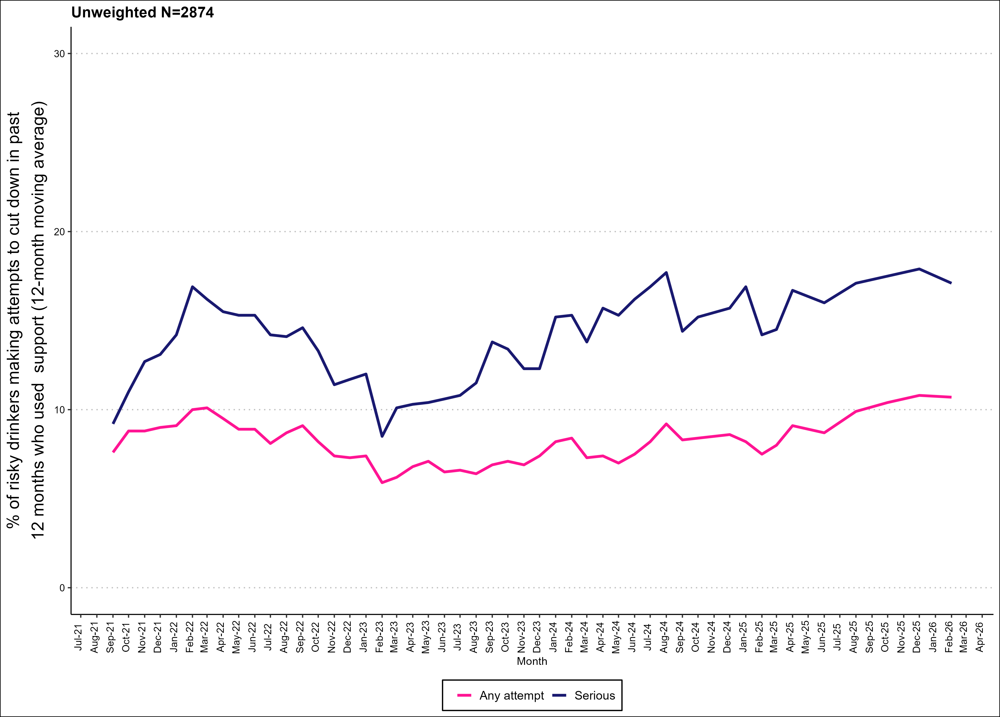 Unweighted N=2874
% of risky drinkers making attempts to cut down in past
12 months who used  support (12-month moving average)
30
20
10
0
Jul-21
Aug-21
Sep-21
Oct-21
Nov-21
Dec-21
Jan-22
Feb-22
Mar-22
Apr-22
May-22
Jun-22
Jul-22
Aug-22
Sep-22
Oct-22
Nov-22
Dec-22
Jan-23
Feb-23
Mar-23
Apr-23
May-23
Jun-23
Jul-23
Aug-23
Sep-23
Oct-23
Nov-23
Dec-23
Jan-24
Feb-24
Mar-24
Apr-24
May-24
Jun-24
Jul-24
Aug-24
Sep-24
Oct-24
Nov-24
Dec-24
Jan-25
Feb-25
Mar-25
Apr-25
May-25
Jun-25
Jul-25
Aug-25
Sep-25
Oct-25
Nov-25
Dec-25
Jan-26
Feb-26
Mar-26
Apr-26
Month
Any attempt
Serious